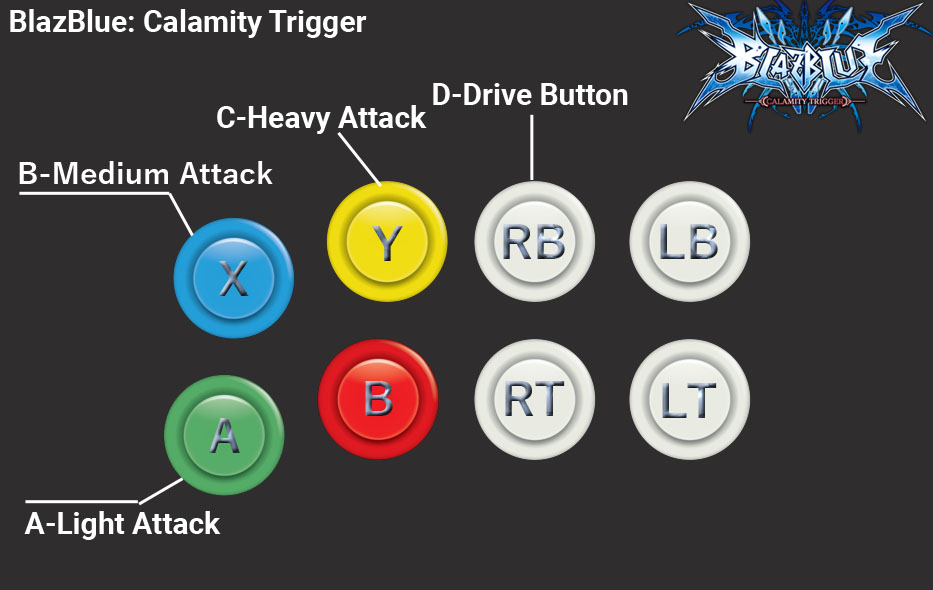 BlazBlue: Calamity Trigger
BLAZBLUE
CALAMITY TRIGGER
D-Drive Button
C-Heavy Attack
B-Medium Attack
X
Y
RB
LB
A
B
RT
LT
A-Light Attack